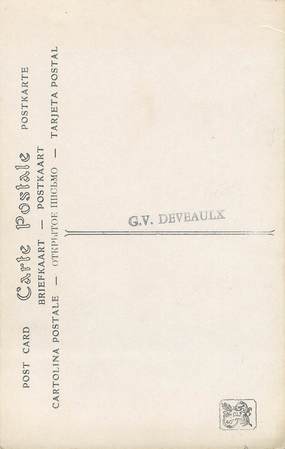 POST CARD Carte Postale POSTKARTE
BRIEFKAART — POSTKAART
CARTOLINA POSTALE — ОТКРЫТОЕ ПИСЬМО — TARJETA POSTAL
G.V. DEVEAULX